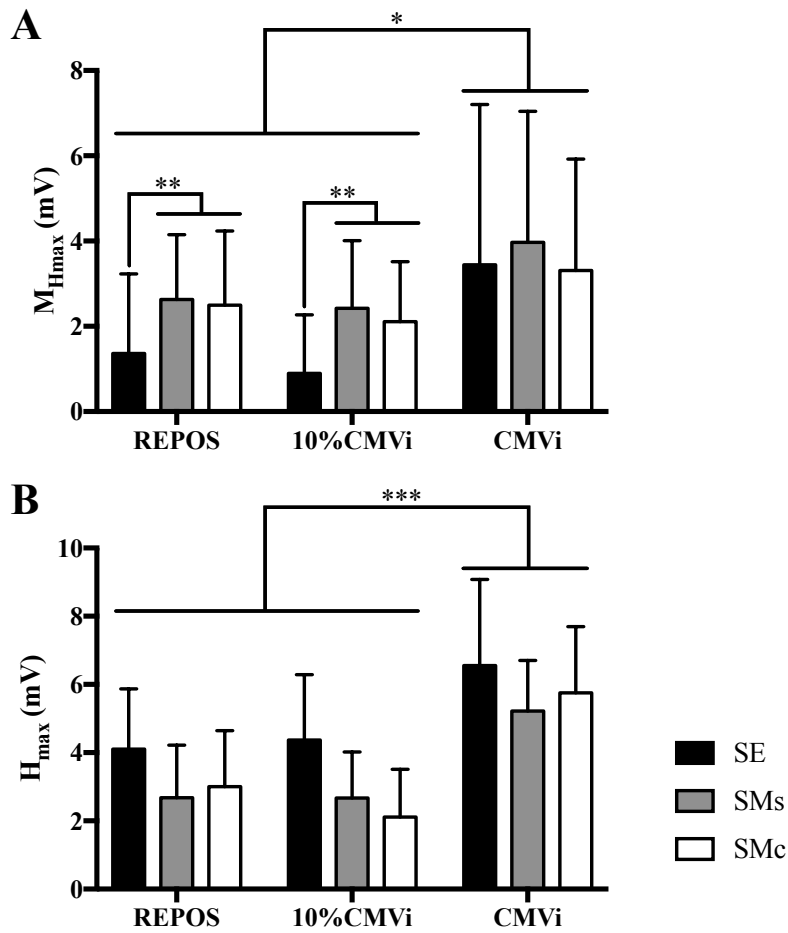 A
*
8
6
**
**
4
2
0
M_Hmax (mV)
REPOS 10%CMVi CMVi
B
***
10
8
6
4
2
0
H_max (mV)
REPOS 10%CMVi CMVi
SE
SMs
SMc